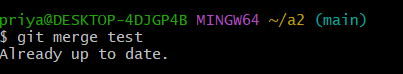 priya@DESKTOP-4DJGP4B MINGW64 ~/a2 (main)
$ git merge test
Already up to date.